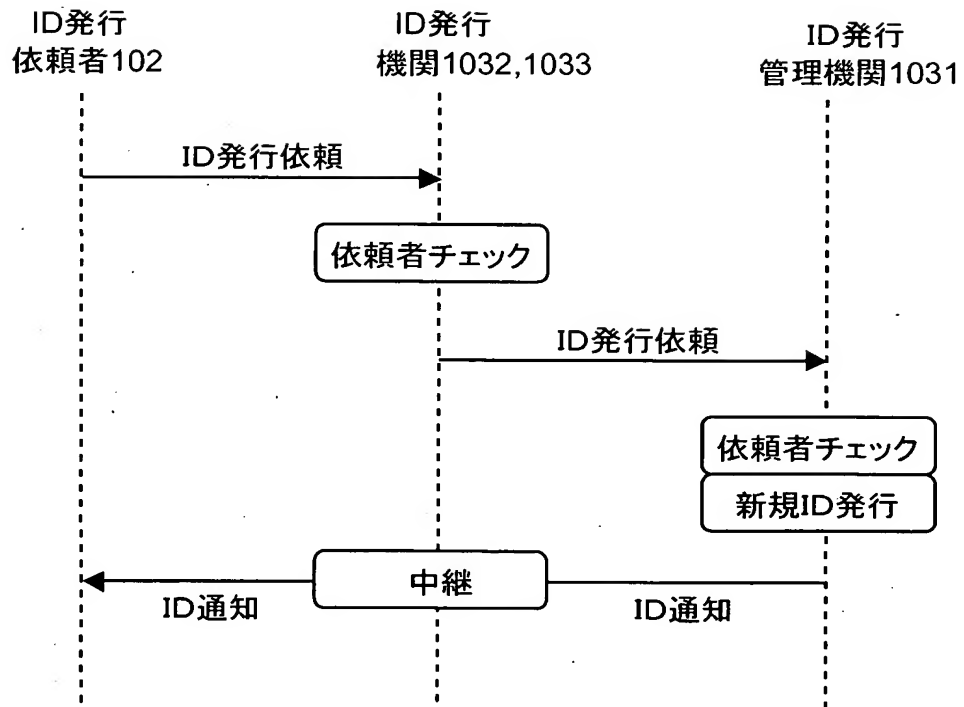 ID発行
依頼者102
ID発行
機関1032,1033
ID発行
管理機関1031
ID発行依頼
依頼者チェック
ID発行依頼
依頼者チェック
新規ID発行
中継
ID通知
ID通知